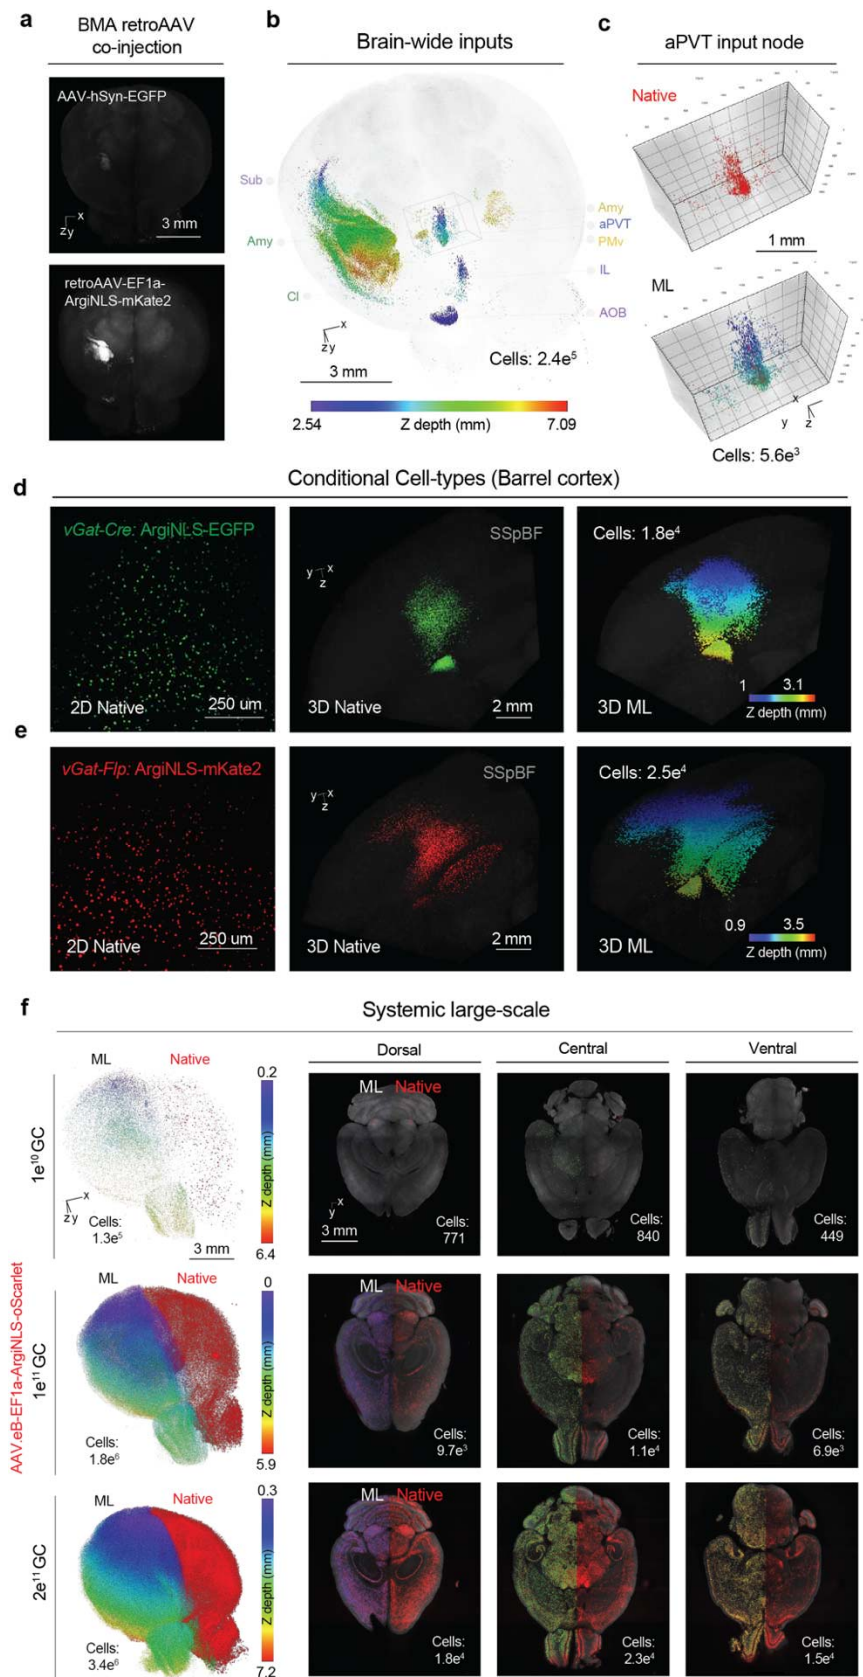 a
BMA retroAAV
co-injection
AAV-hSyn-EGFP
x
zy
3 mm
retroAAV-EF1a-
ArgiNLS-mKate2
b
Brain-wide inputs
Sub
Amy
Cl
Amy
aPVT
PMv
IL
AOB
x
zy
3 mm
Cells: 2.4e⁵
2.54
Z depth (mm)
7.09
c
aPVT input node
Native
1 mm
ML
x
y
z
Cells: 5.6e³
d
Conditional Cell-types (Barrel cortex)
vGat-Cre: ArgiNLS-EGFP
2D Native
250 um
SSpBF
y x
z
3D Native
2 mm
Cells: 1.8e⁴
1 3.1
Z depth (mm)
3D ML
e
vGat-Flp: ArgiNLS-mKate2
2D Native
250 um
SSpBF
y x
z
3D Native
2 mm
Cells: 2.5e⁴
0.9 3.5
Z depth (mm)
3D ML
f
Systemic large-scale
AAV.eB-EF1a-ArgiNLS-oScarlet
Dorsal
Central
Ventral
1e¹⁰ GC
ML Native
x
zy
Cells:
1.3e⁵
3 mm
0.2
Z depth (mm)
6.4
ML Native
x
y
3 mm
Cells:
771
Cells:
840
Cells:
449
1e¹¹ GC
ML Native
Cells:
1.8e⁶
0
Z depth (mm)
5.9
ML Native
Cells:
9.7e³
Cells:
1.1e⁴
Cells:
6.9e³
2e¹¹ GC
ML Native
Cells:
3.4e⁶
0.3
Z depth (mm)
7.2
ML Native
Cells:
1.8e⁴
Cells:
2.3e⁴
Cells:
1.5e⁴